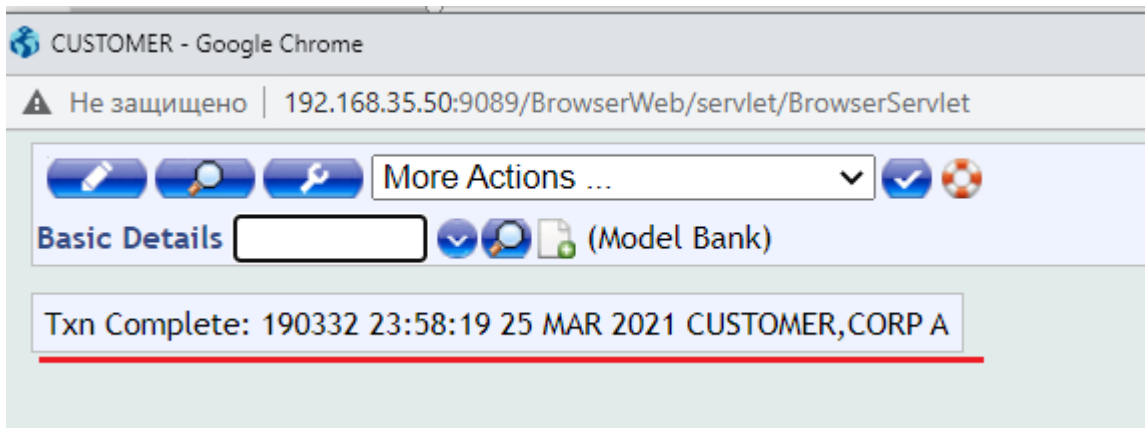 CUSTOMER - Google Chrome
Не защищено | 192.168.35.50:9089/BrowserWeb/servlet/BrowserServlet
More Actions ...
Basic Details (Model Bank)
Txn Complete: 190332 23:58:19 25 MAR 2021 CUSTOMER,CORP A